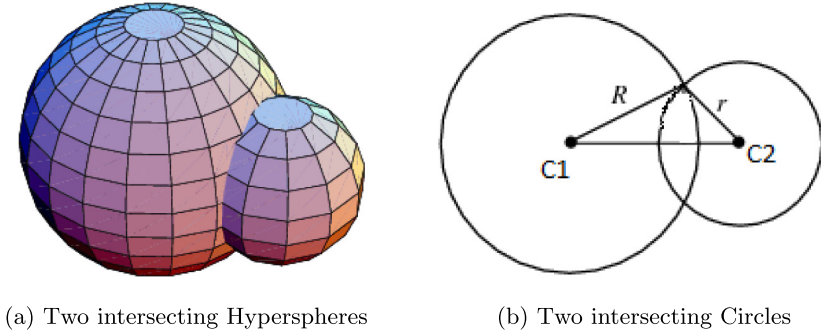 R
r
C1
C2
(a) Two intersecting Hyperspheres
(b) Two intersecting Circles